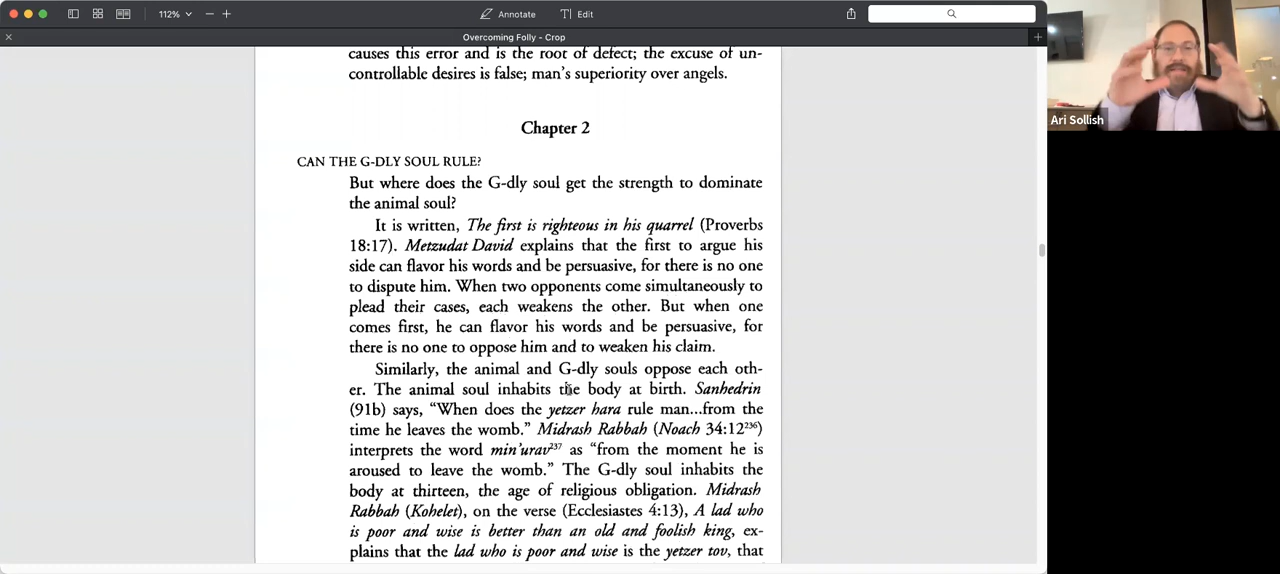 112%
Annotate
Edit
Overcoming Folly - Crop
causes this error and is the root of defect; the excuse of un-
controllable desires is false; man's superiority over angels.
Chapter 2
CAN THE G-DLY SOUL RULE?
But where does the G-dly soul get the strength to dominate
the animal soul?
It is written, The first is righteous in his quarrel (Proverbs
18:17). Metzudat David explains that the first to argue his
side can flavor his words and be persuasive, for there is no one
to dispute him. When two opponents come simultaneously to
plead their cases, each weakens the other. But when one
comes first, he can flavor his words and be persuasive, for
there is no one to oppose him and to weaken his claim.
Similarly, the animal and G-dly souls oppose each oth-
er. The animal soul inhabits the body at birth. Sanhedrin
(91b) says, “When does the yetzer hara rule man...from the
time he leaves the womb.” Midrash Rabbah (Noach 34:12²³⁶)
interprets the word min'urav²³⁷ as “from the moment he is
aroused to leave the womb.” The G-dly soul inhabits the
body at thirteen, the age of religious obligation. Midrash
Rabbah (Kohelet), on the verse (Ecclesiastes 4:13), A lad who
is poor and wise is better than an old and foolish king, ex-
plains that the lad who is poor and wise is the yetzer tov, that
Ari Sollish